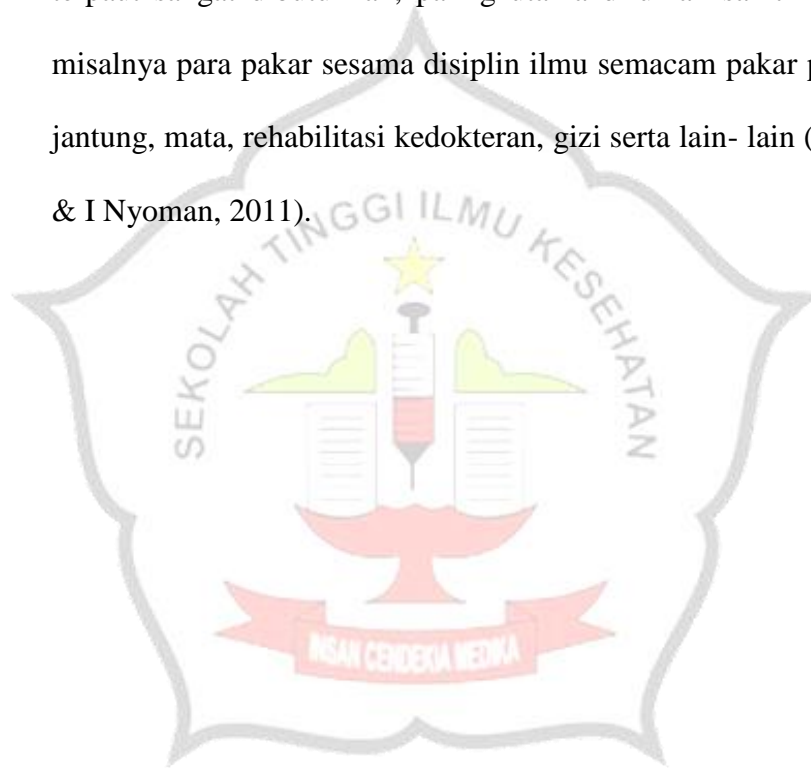 misalnya para pakar sesama disiplin ilmu semacam pakar
jantung, mata, rehabilitasi kedokteran, gizi serta lain- lain (
& I Nyoman, 2011).
SEKOLAH TINGGI ILMU KESEHATAN
INSAN CENDEKIA MEDIKA